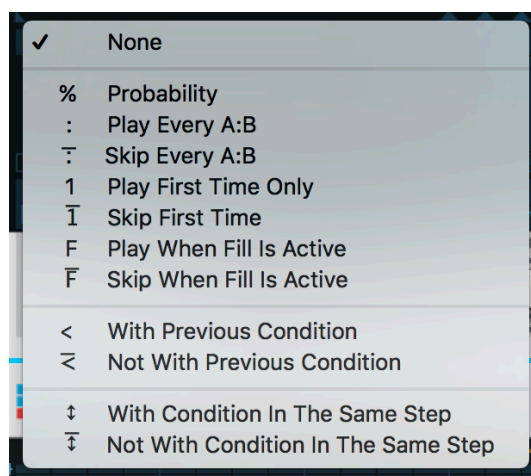 ✓ None
% Probability
: Play Every A:B
:̅ Skip Every A:B
1 Play First Time Only
1̅ Skip First Time
F Play When Fill Is Active
F̅ Skip When Fill Is Active
< With Previous Condition
<̅ Not With Previous Condition
↕ With Condition In The Same Step
↕̅ Not With Condition In The Same Step